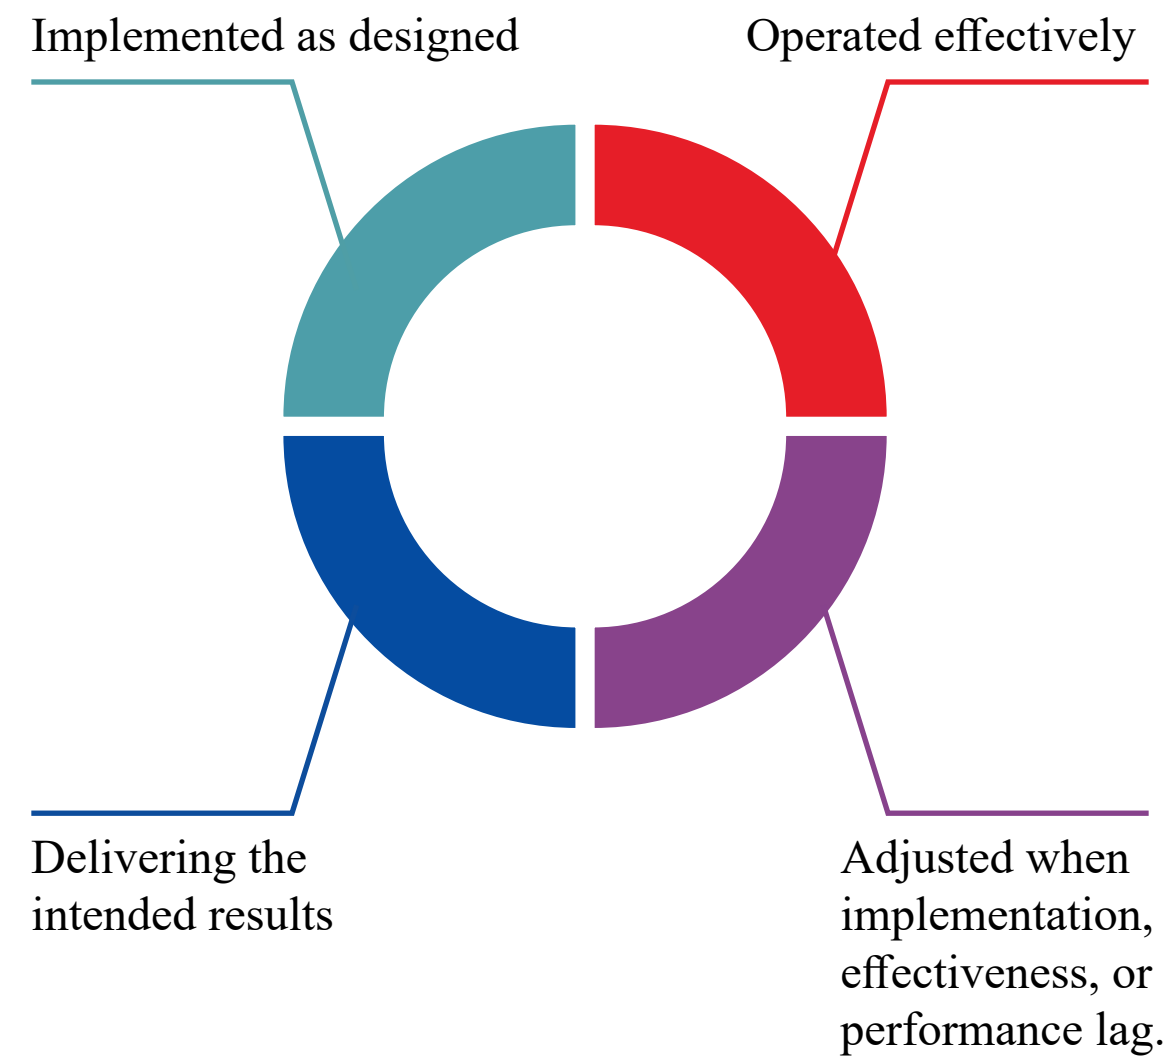 Implemented as designed
Operated effectively
Delivering the
intended results
Adjusted when
implementation,
effectiveness, or
performance lag.